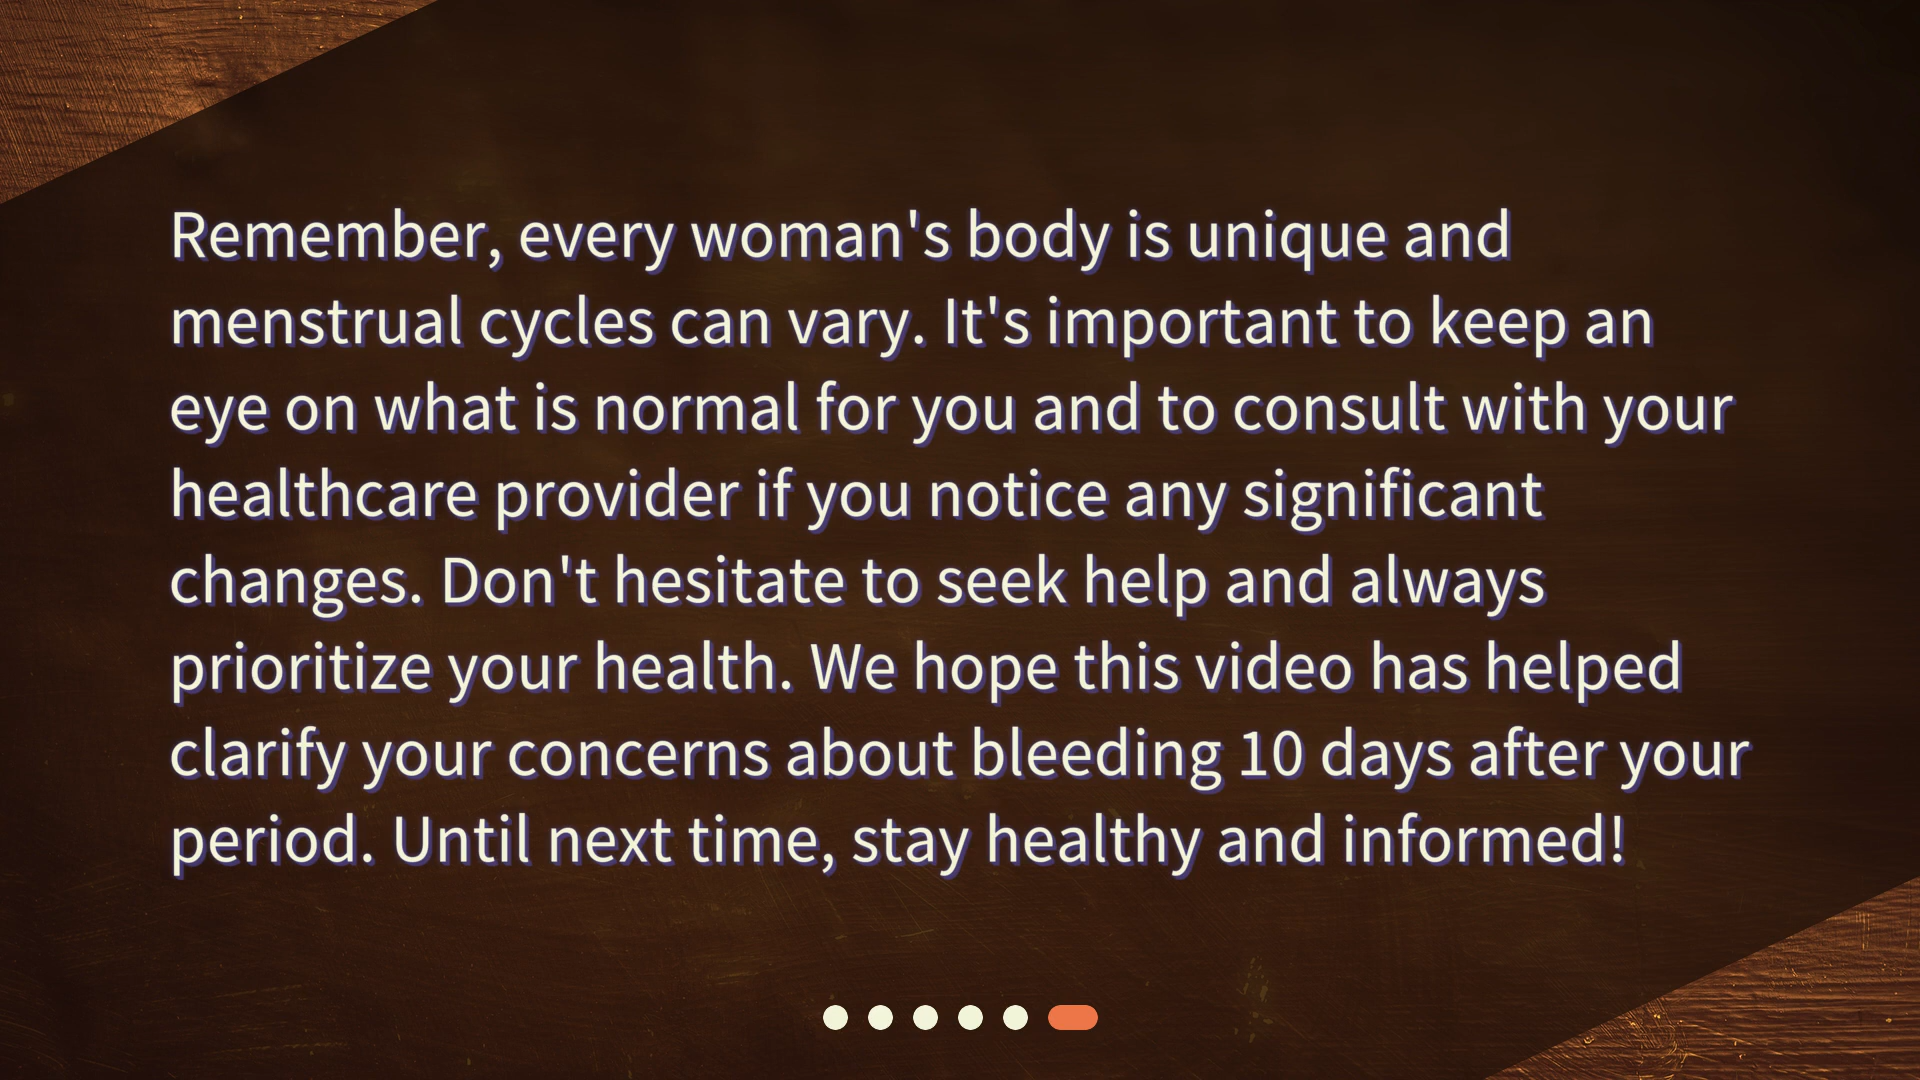 Remember, every woman's body is unique and
menstrual cycles can vary. It's important to keep an
eye on what is normal for you and to consult with your
healthcare provider if you notice any significant
changes. Don't hesitate to seek help and always
prioritize your health. We hope this video has helped
clarify your concerns about bleeding 10 days after your
period. Until next time, stay healthy and informed!